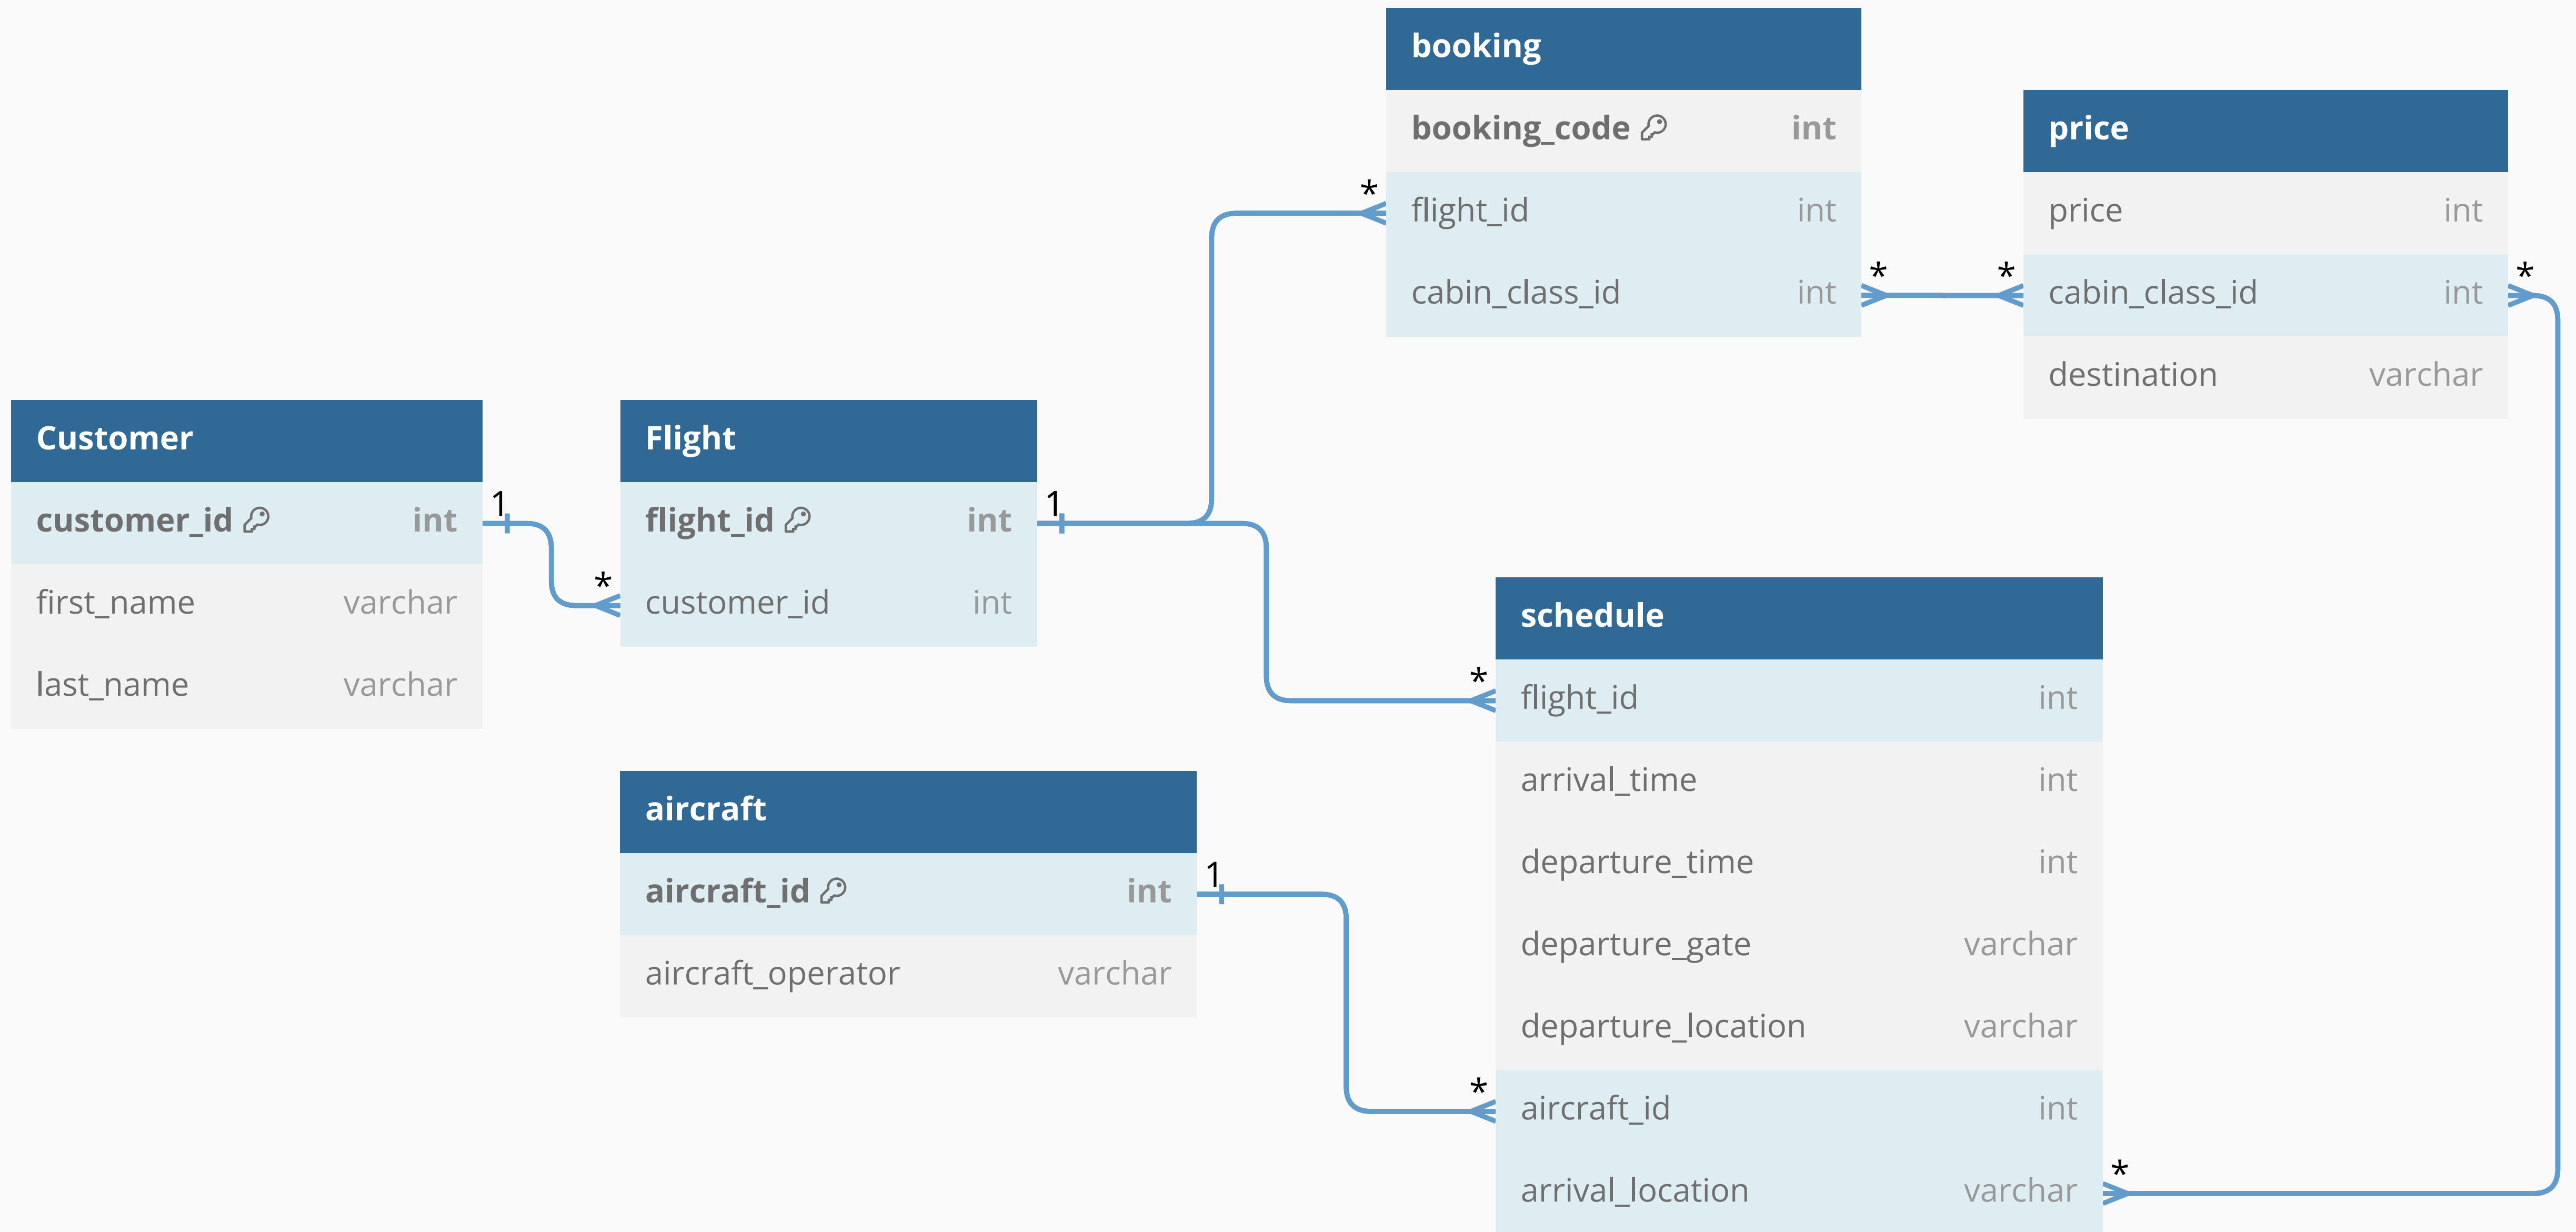 booking
booking_code int
flight_id int
cabin_class_id int
price
price int
cabin_class_id int
destination varchar
Customer
customer_id int
first_name varchar
last_name varchar
Flight
flight_id int
customer_id int
aircraft
aircraft_id int
aircraft_operator varchar
schedule
flight_id int
arrival_time int
departure_time int
departure_gate varchar
departure_location varchar
aircraft_id int
arrival_location varchar
1
*
1
*
*
*
*
*
1
*
*